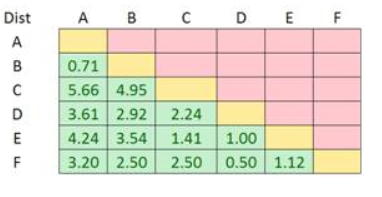 Dist A B C D E F
A
B 0.71
C 5.66 4.95
D 3.61 2.92 2.24
E 4.24 3.54 1.41 1.00
F 3.20 2.50 2.50 0.50 1.12